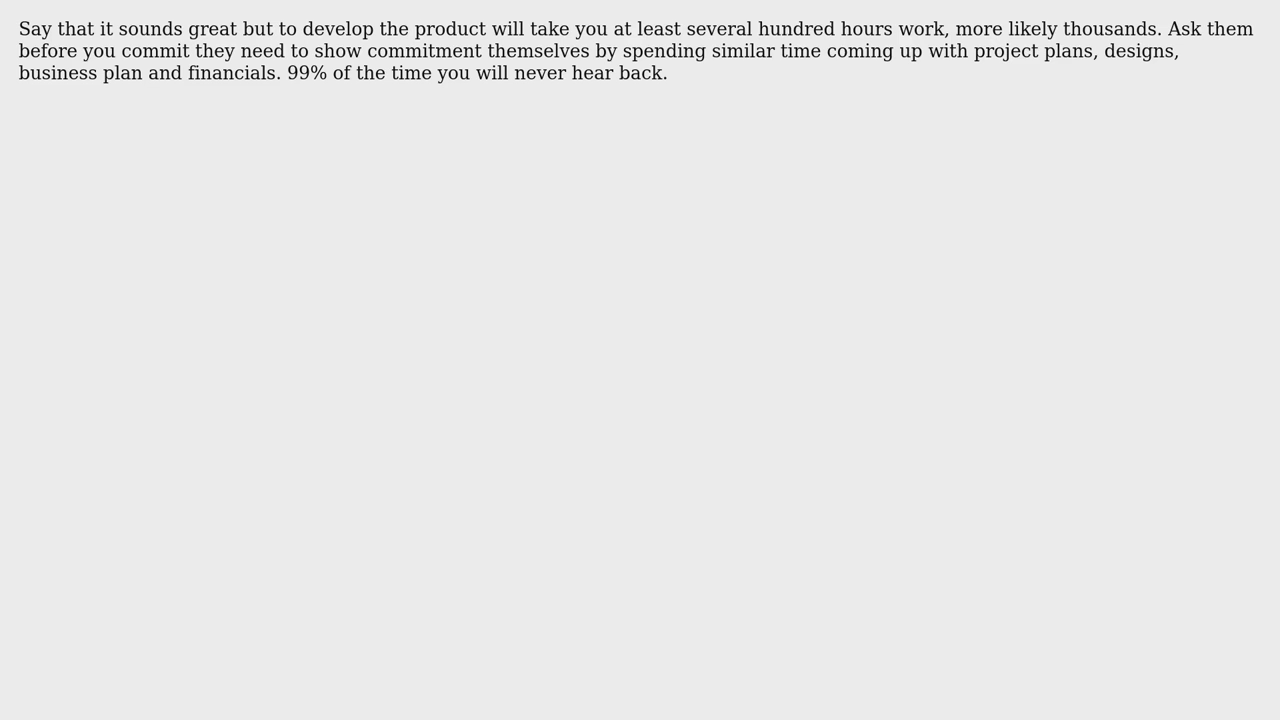 Say that it sounds great but to develop the product will take you at least several hundred hours work, more likely thousands. Ask them
before you commit they need to show commitment themselves by spending similar time coming up with project plans, designs,
business plan and financials. 99% of the time you will never hear back.